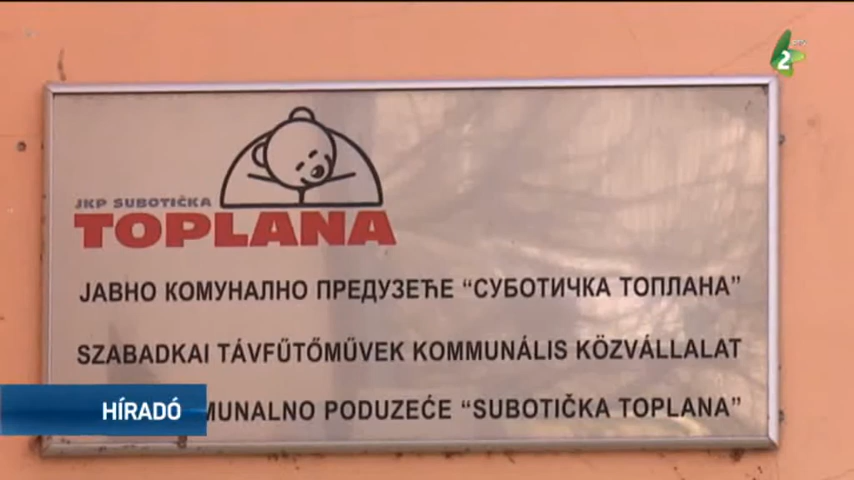 2
JKP SUBOTIČKA
TOPLANA
ЈАВНО КОМУНАЛНО ПРЕДУЗЕЋЕ “СУБОТИЧКА ТОПЛАНА”
SZABADKAI TÁVFŰTŐMŰVEK KOMMUNÁLIS KÖZVÁLLALAT
MUNALNO PODUZEĆE “SUBOTIČKA TOPLANA”
HÍRADÓ